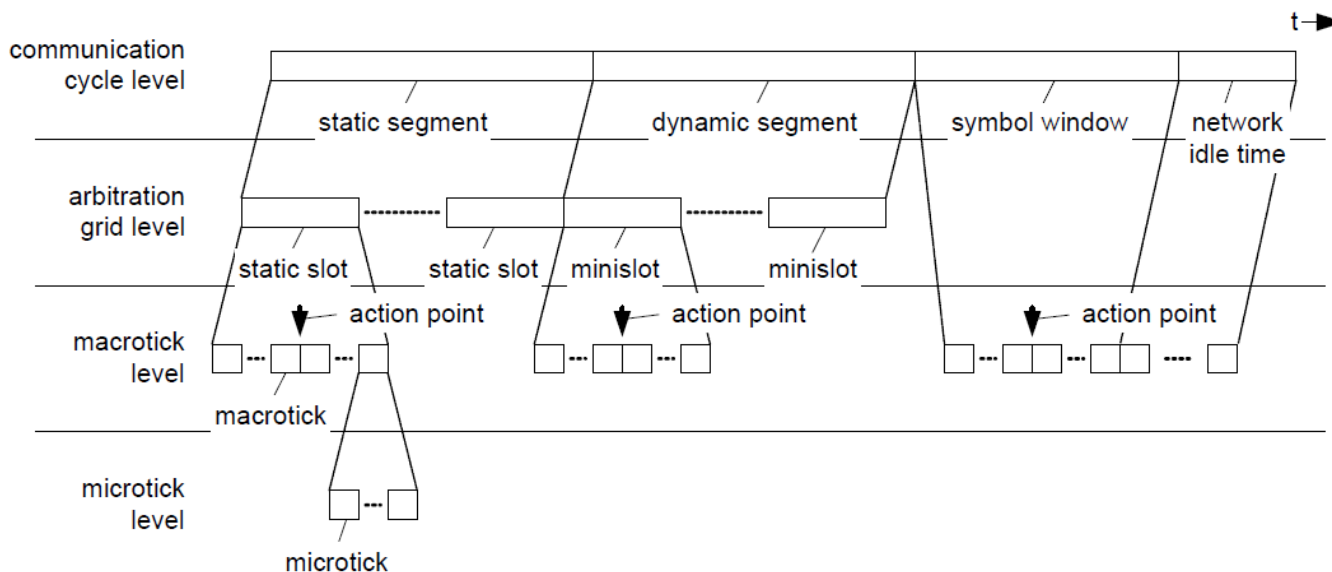 t
communication
cycle level
static segment
dynamic segment
symbol window
network
idle time
arbitration
grid level
static slot
static slot
minislot
minislot
action point
action point
action point
macrotick
level
macrotick
microtick
level
microtick